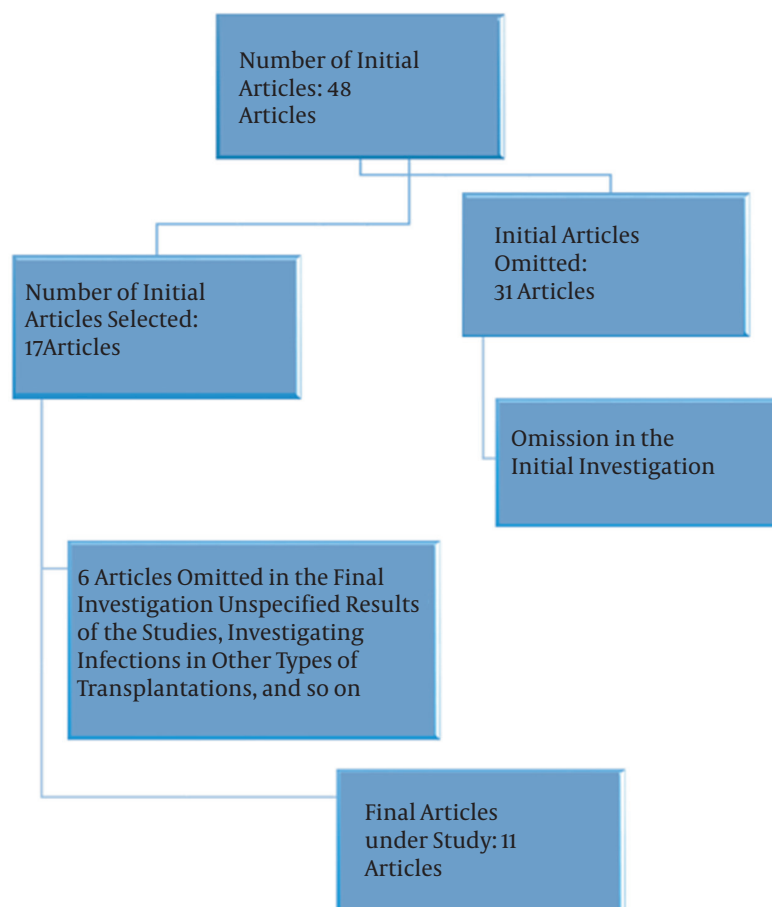 Number of Initial
Articles: 48
Articles
Initial Articles
Omitted:
31 Articles
Number of Initial
Articles Selected:
17Articles
Omission in the
Initial Investigation
6 Articles Omitted in the Final
Investigation Unspecified Results
of the Studies, Investigating
Infections in Other Types of
Transplantations, and so on
Final Articles
under Study: 11
Articles